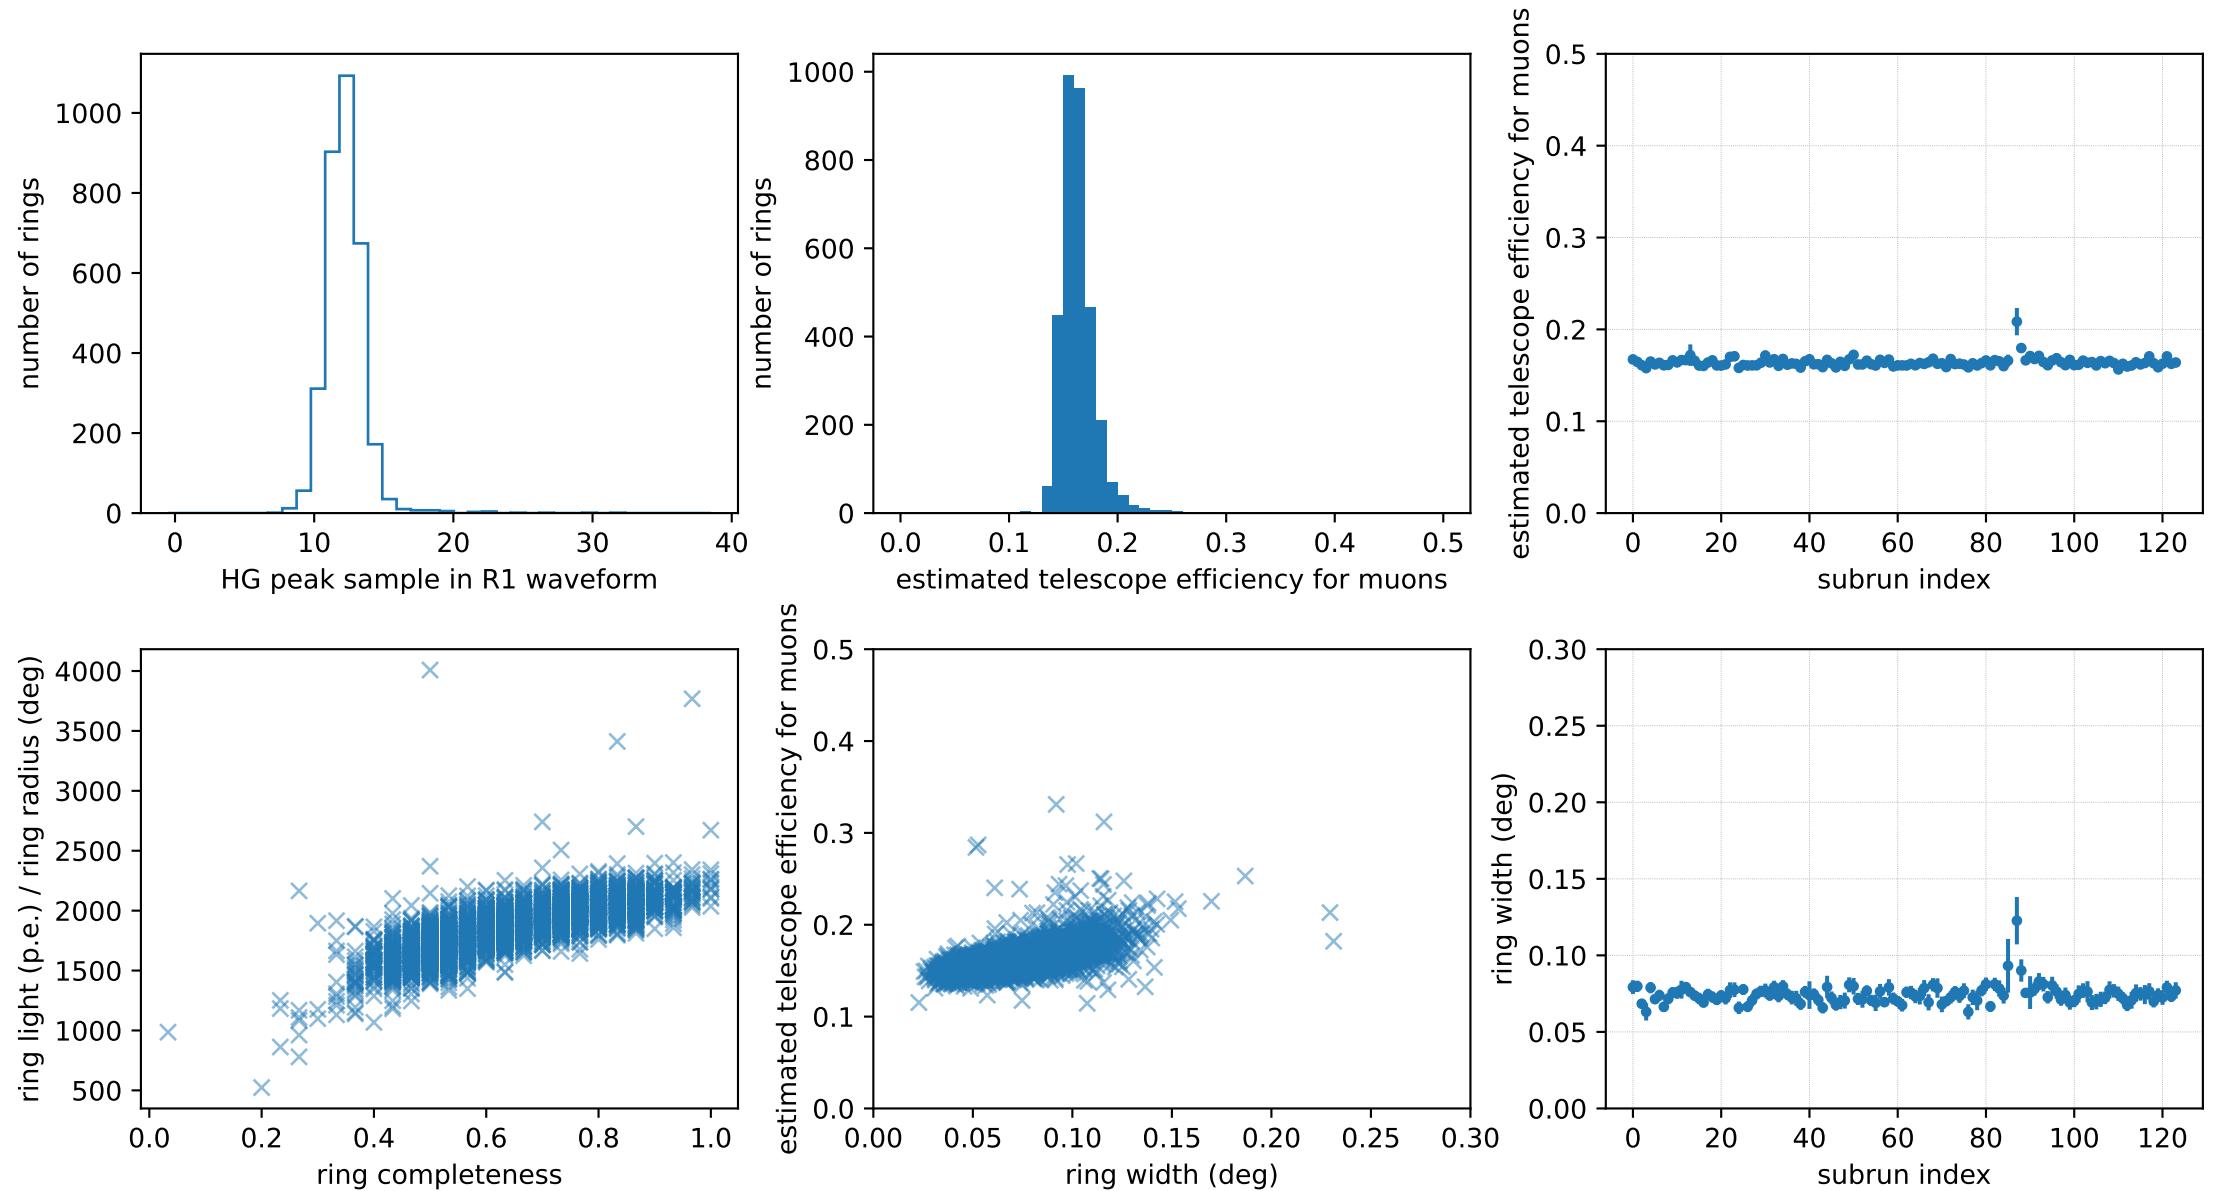 1000
800
600
400
200
0
number of rings
0 10 20 30 40
HG peak sample in R1 waveform
1000
800
600
400
200
0
number of rings
0.0 0.1 0.2 0.3 0.4 0.5
estimated telescope efficiency for muons
0.5
0.4
0.3
0.2
0.1
0.0
estimated telescope efficiency for muons
0 20 40 60 80 100 120
subrun index
4000
3500
3000
2500
2000
1500
1000
500
ring light (p.e.) / ring radius (deg)
0.0 0.2 0.4 0.6 0.8 1.0
ring completeness
0.5
0.4
0.3
0.2
0.1
0.0
estimated telescope efficiency for muons
0.00 0.05 0.10 0.15 0.20 0.25 0.30
ring width (deg)
0.30
0.25
0.20
0.15
0.10
0.05
0.00
ring width (deg)
0 20 40 60 80 100 120
subrun index